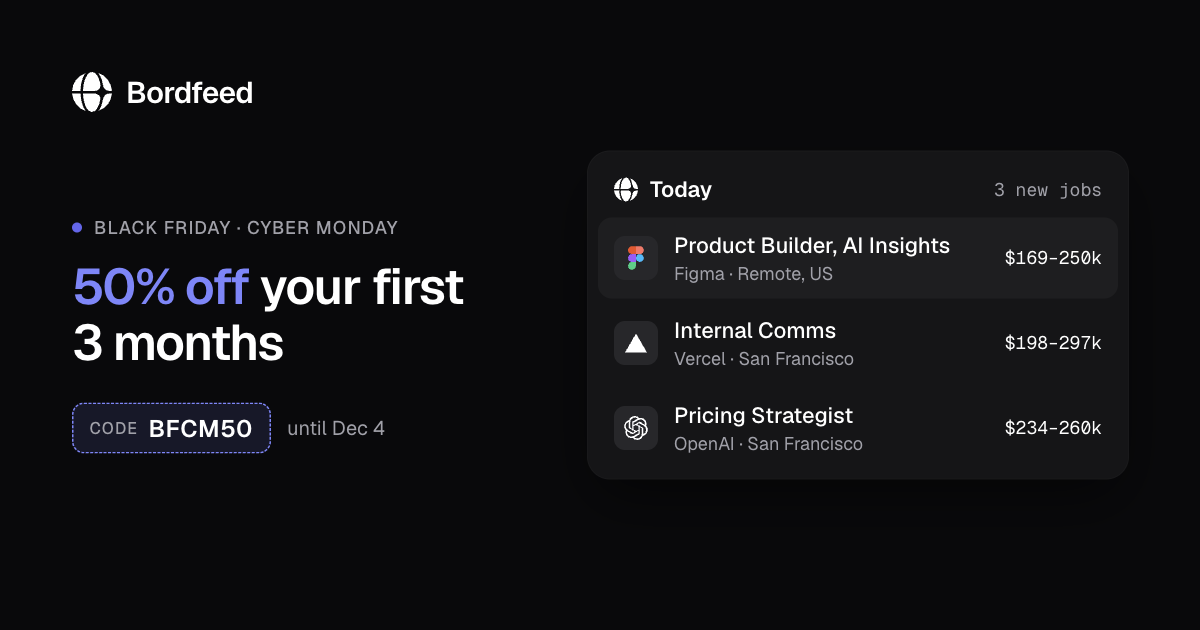 Bordfeed
BLACK FRIDAY · CYBER MONDAY
50% off your first
3 months
CODE BFCM50 until Dec 4
Today 3 new jobs
Product Builder, AI Insights
Figma · Remote, US
$169–250k
Internal Comms
Vercel · San Francisco
$198–297k
Pricing Strategist
OpenAI · San Francisco
$234–260k